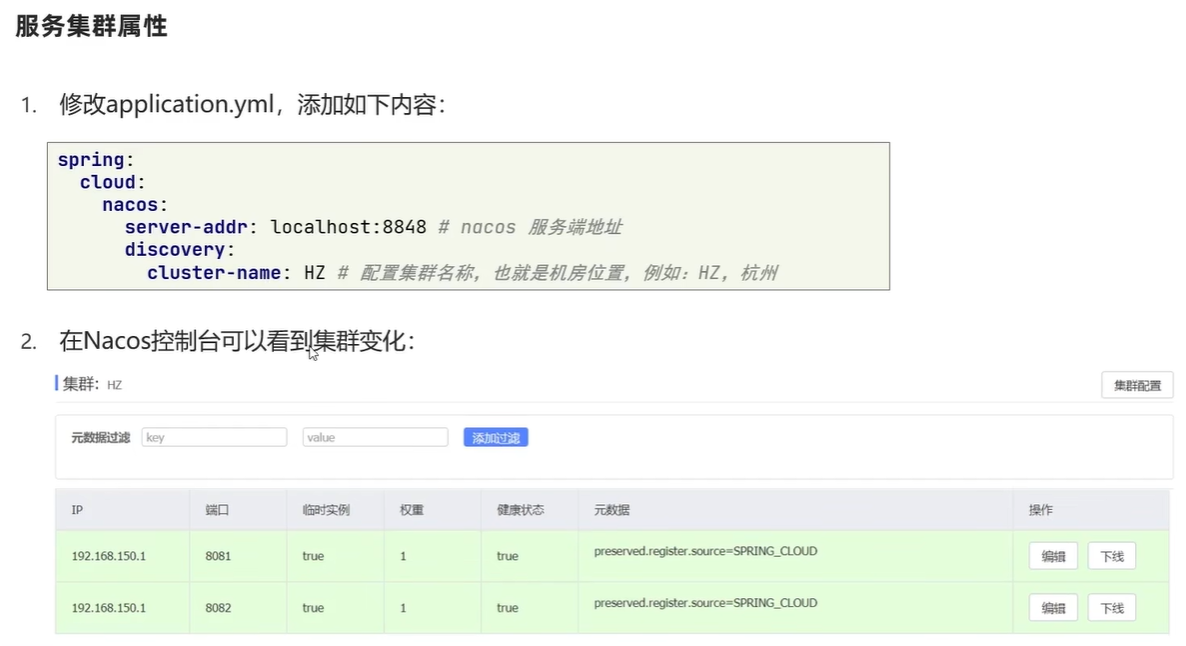 服务集群属性
1. 修改application.yml，添加如下内容：
spring:
  cloud:
    nacos:
      server-addr: localhost:8848 # nacos 服务端地址
      discovery:
        cluster-name: HZ # 配置集群名称，也就是机房位置，例如：HZ，杭州
2. 在Nacos控制台可以看到集群变化：
集群： HZ 集群配置
元数据过滤 key value 添加过滤
IP 端口 临时实例 权重 健康状态 元数据 操作
192.168.150.1 8081 true 1 true preserved.register.source=SPRING_CLOUD 编辑 下线
192.168.150.1 8082 true 1 true preserved.register.source=SPRING_CLOUD 编辑 下线